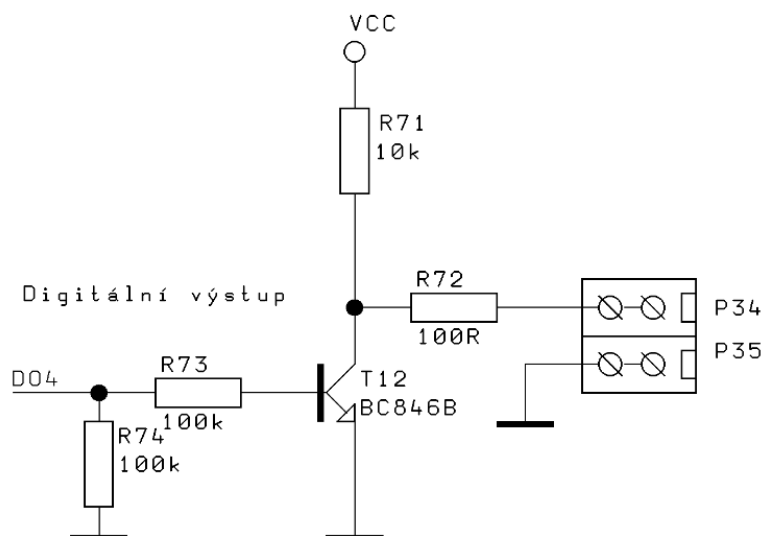 VCC
R71
10k
R72
100R
Digitální výstup
P34
P35
DO4
R73
100k
T12
BC846B
R74
100k